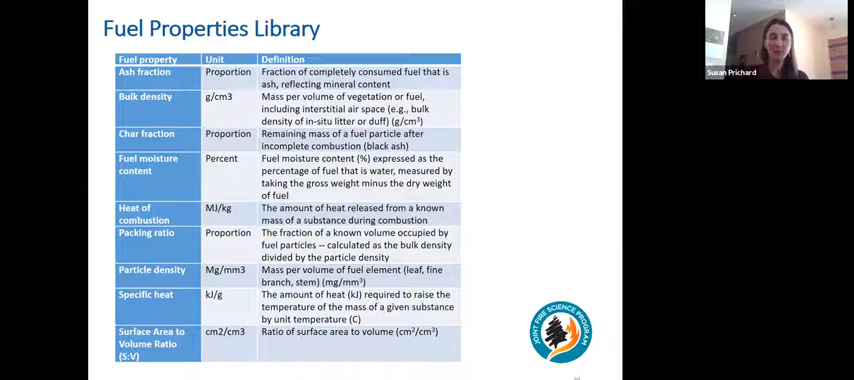 Fuel Properties Library
Fuel property Unit Definition
Ash fraction Proportion Fraction of completely consumed fuel that is
ash, reflecting mineral content
Bulk density g/cm3 Mass per volume of vegetation or fuel,
including interstitial air space (e.g., bulk
density of in-situ litter or duff) (g/cm³)
Char fraction Proportion Remaining mass of a fuel particle after
incomplete combustion (black ash)
Fuel moisture Percent Fuel moisture content (%) expressed as the
content percentage of fuel that is water, measured by
taking the gross weight minus the dry weight
of fuel
Heat of MJ/kg The amount of heat released from a known
combustion mass of a substance during combustion
Packing ratio Proportion The fraction of a known volume occupied by
fuel particles -- calculated as the bulk density
divided by the particle density
Particle density Mg/mm3 Mass per volume of fuel element (leaf, fine
branch, stem) (mg/mm³)
Specific heat kJ/g The amount of heat (kJ) required to raise the
temperature of the mass of a given substance
by unit temperature (C)
Surface Area to cm2/cm3 Ratio of surface area to volume (cm²/cm³)
Volume Ratio
(S:V)
JOINT FIRE SCIENCE PROGRAM
Susan Prichard